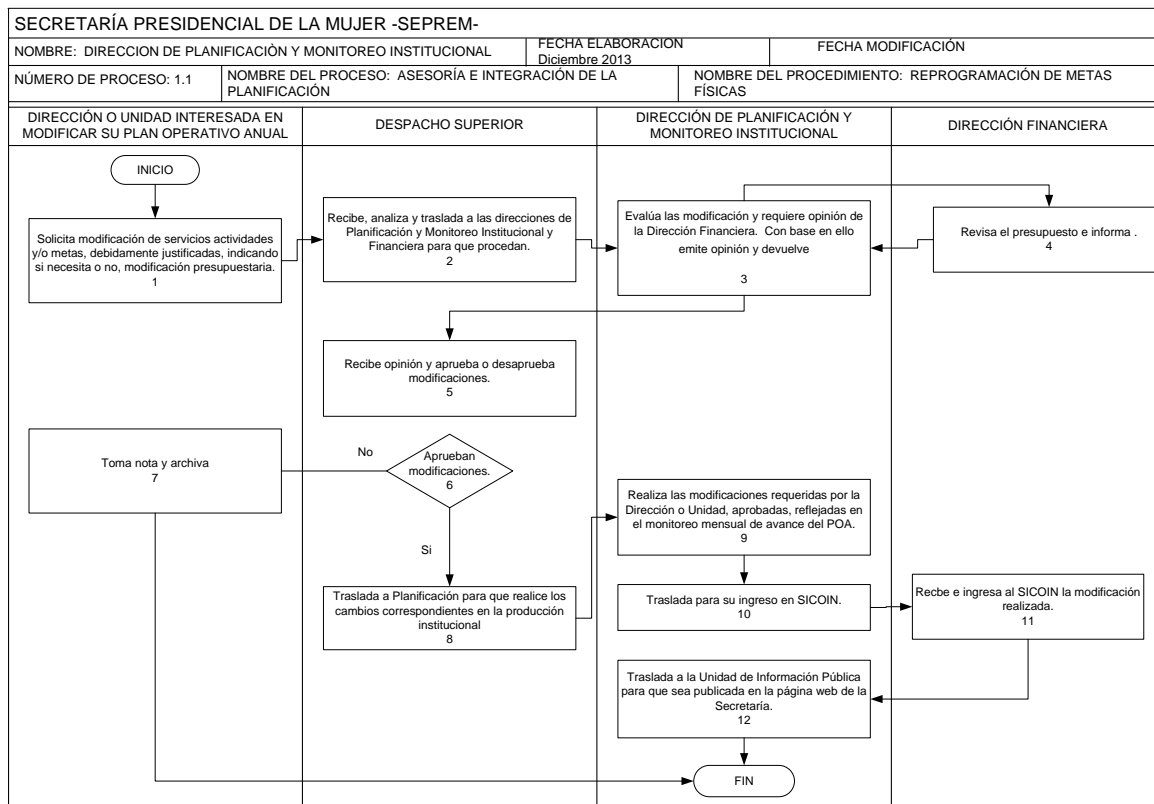 SECRETARÍA PRESIDENCIAL DE LA MUJER -SEPREM-
NOMBRE: DIRECCION DE PLANIFICACIÒN Y MONITOREO INSTITUCIONAL
FECHA ELABORACION
Diciembre 2013
FECHA MODIFICACIÓN
NÚMERO DE PROCESO: 1.1
NOMBRE DEL PROCESO: ASESORÍA E INTEGRACIÓN DE LA
PLANIFICACIÓN
NOMBRE DEL PROCEDIMIENTO: REPROGRAMACIÓN DE METAS
FÍSICAS
DIRECCIÓN O UNIDAD INTERESADA EN
MODIFICAR SU PLAN OPERATIVO ANUAL
DESPACHO SUPERIOR
DIRECCIÓN DE PLANIFICACIÓN Y
MONITOREO INSTITUCIONAL
DIRECCIÓN FINANCIERA
INICIO
Solicita modificación de servicios actividades
y/o metas, debidamente justificadas, indicando
si necesita o no, modificación presupuestaria.
1
Recibe, analiza y traslada a las direcciones de
Planificación y Monitoreo Institucional y
Financiera para que procedan.
2
Evalúa las modificación y requiere opinión de
la Dirección Financiera. Con base en ello
emite opinión y devuelve
3
Revisa el presupuesto e informa .
4
Recibe opinión y aprueba o desaprueba
modificaciones.
5
Aprueban
modificaciones.
6
No
Toma nota y archiva
7
Si
Traslada a Planificación para que realice los
cambios correspondientes en la producción
institucional
8
Realiza las modificaciones requeridas por la
Dirección o Unidad, aprobadas, reflejadas en
el monitoreo mensual de avance del POA.
9
Traslada para su ingreso en SICOIN.
10
Recbe e ingresa al SICOIN la modificación
realizada.
11
Traslada a la Unidad de Información Pública
para que sea publicada en la página web de la
Secretaría.
12
FIN